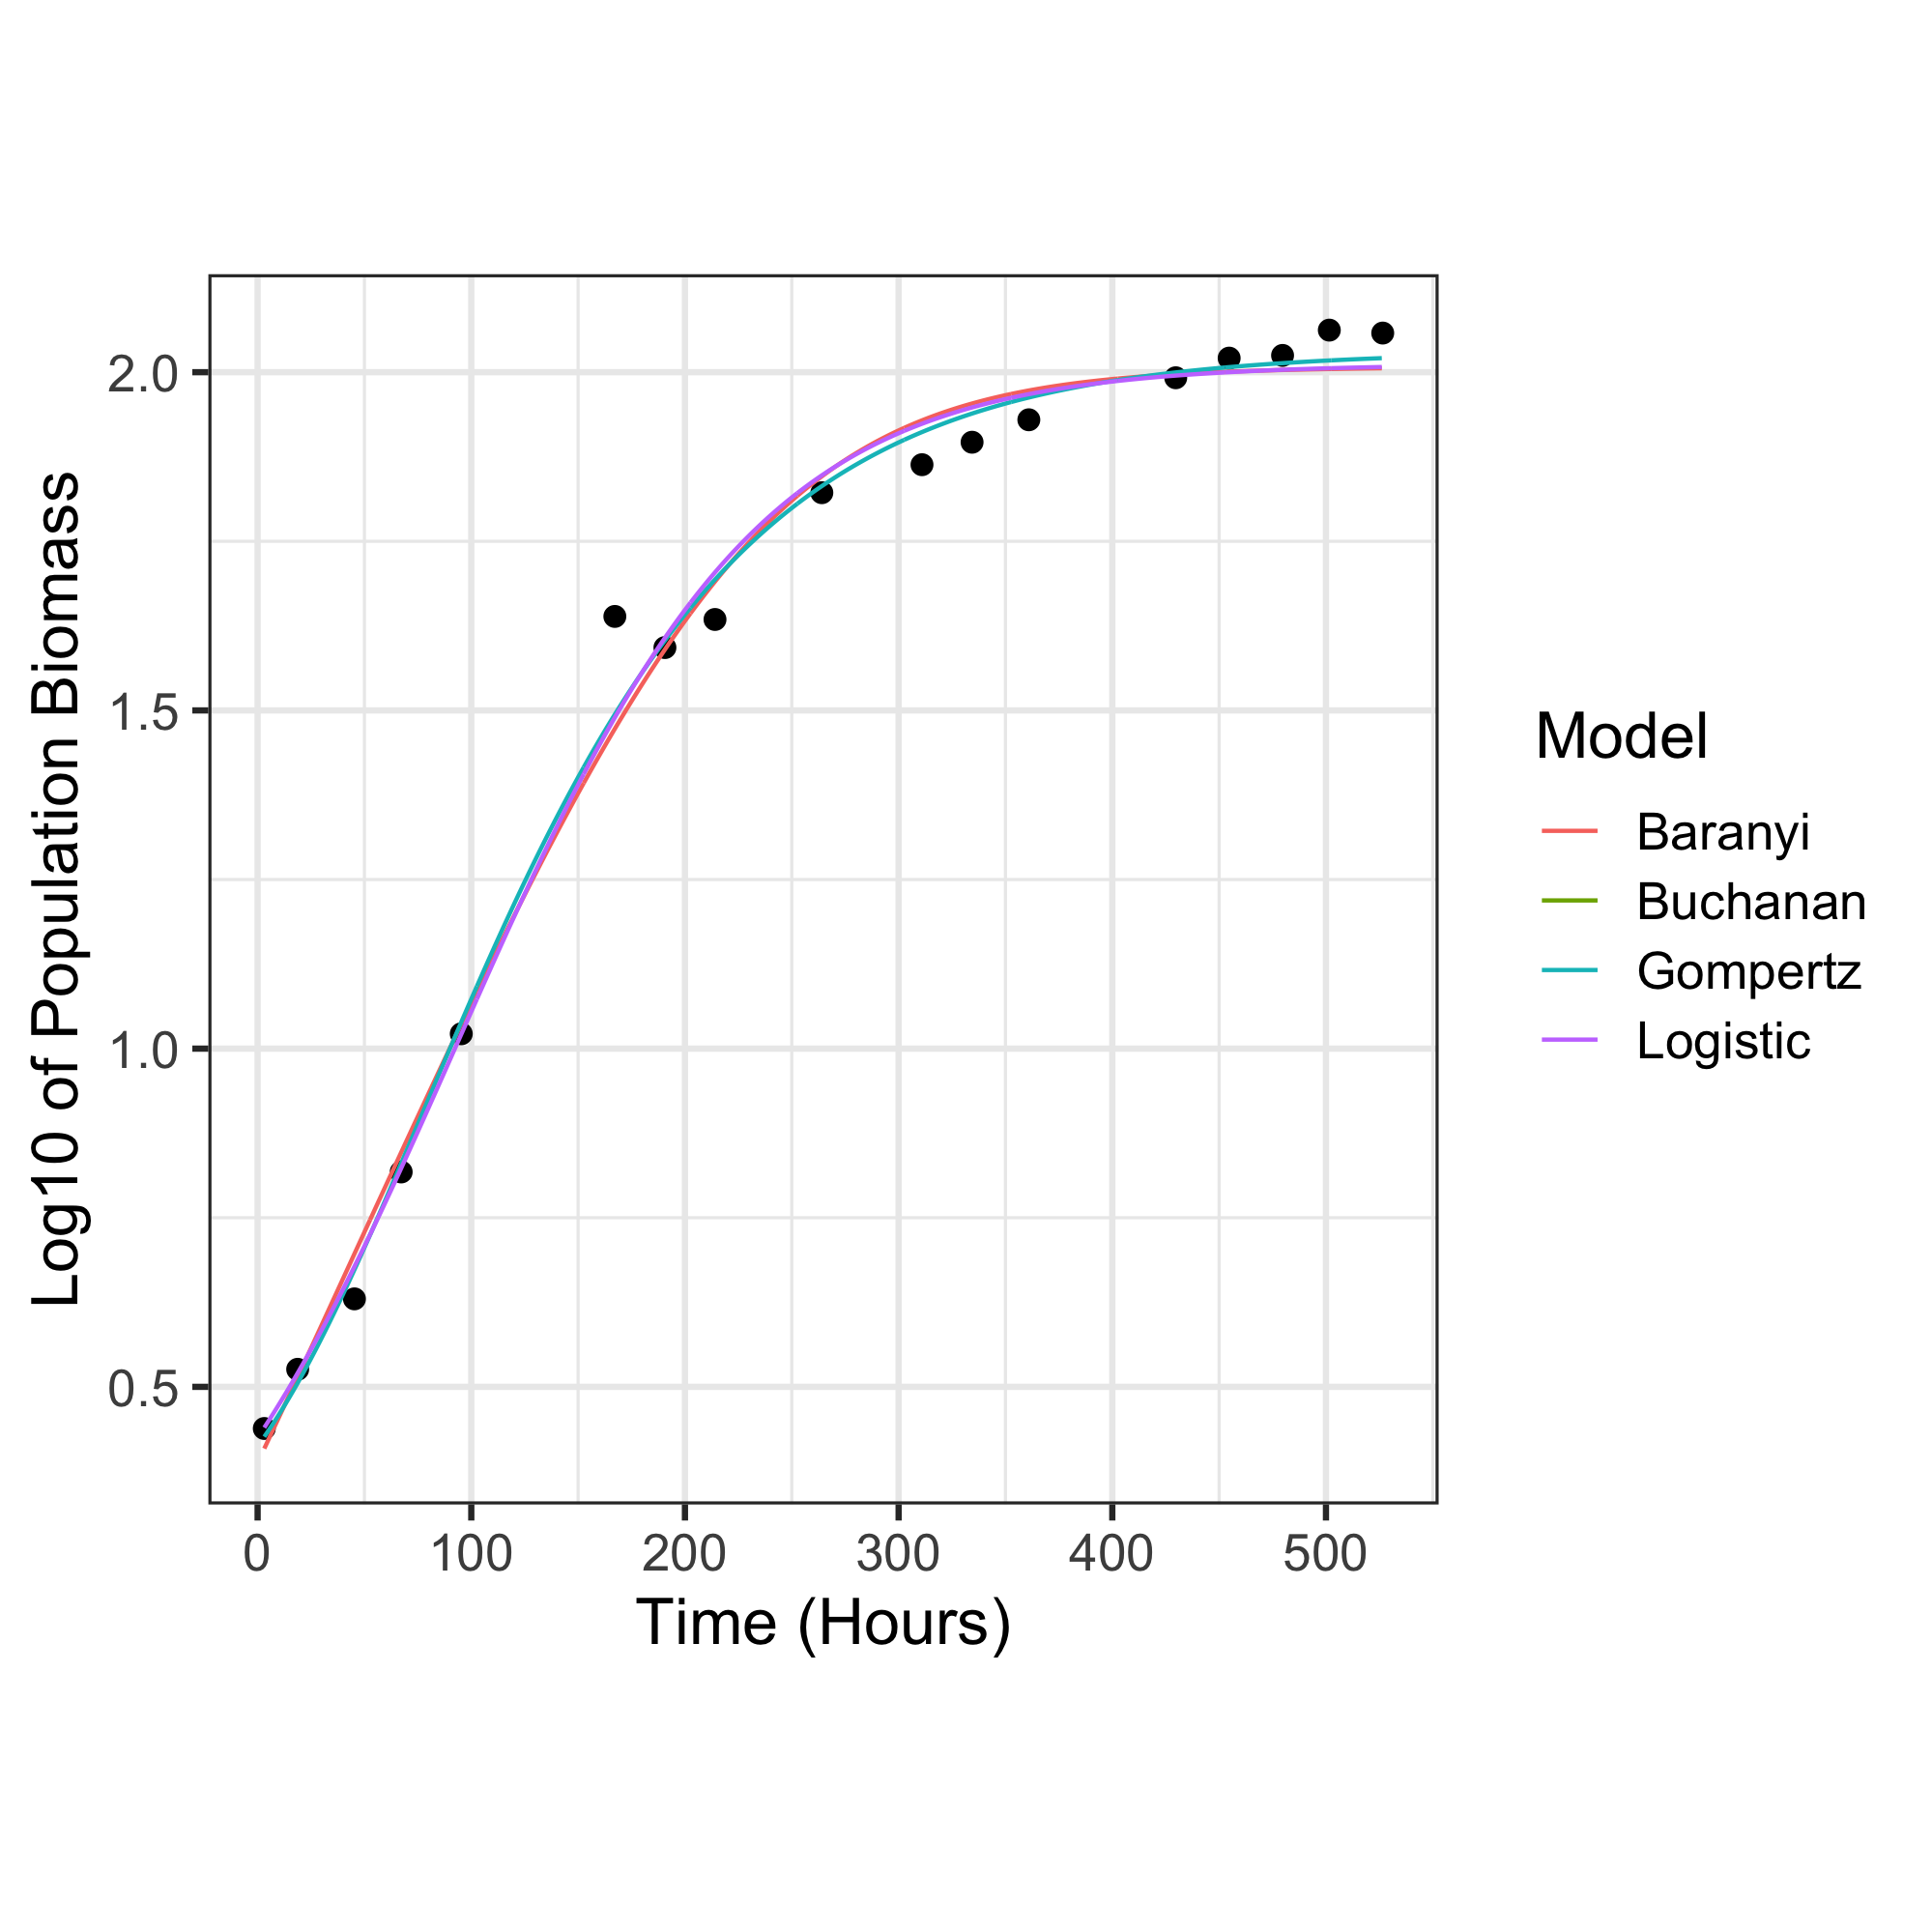 Log10 of Population Biomass
2.0
1.5
1.0
0.5
0 100 200 300 400 500
Time (Hours)
Model
Baranyi
Buchanan
Gompertz
Logistic